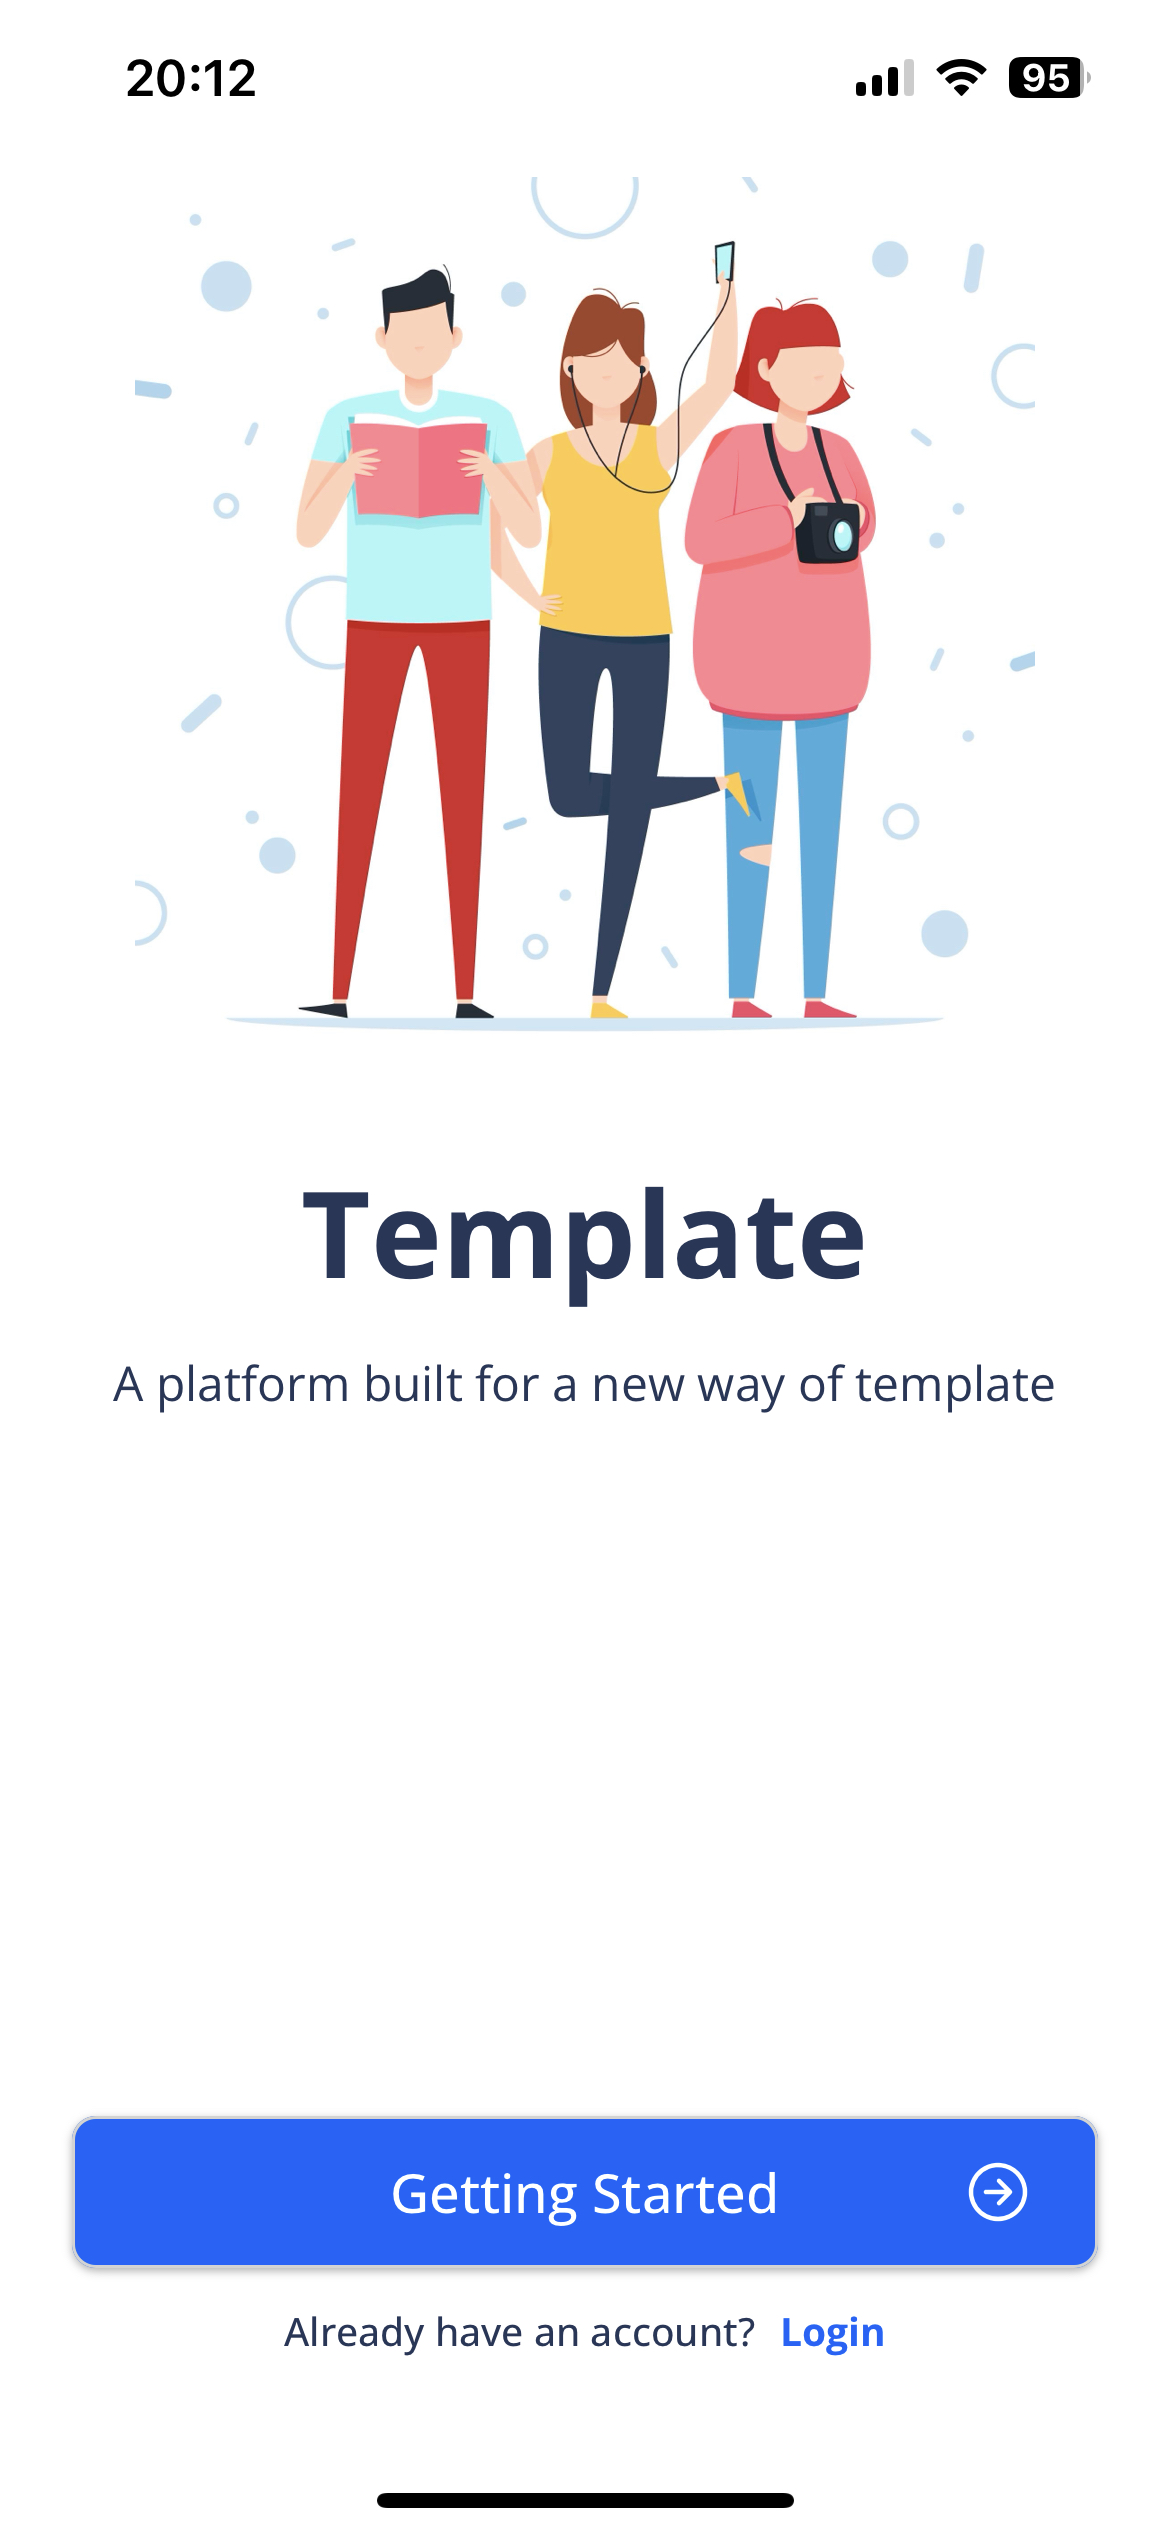 20:12
95
Template
A platform built for a new way of template
Getting Started
Already have an account? Login